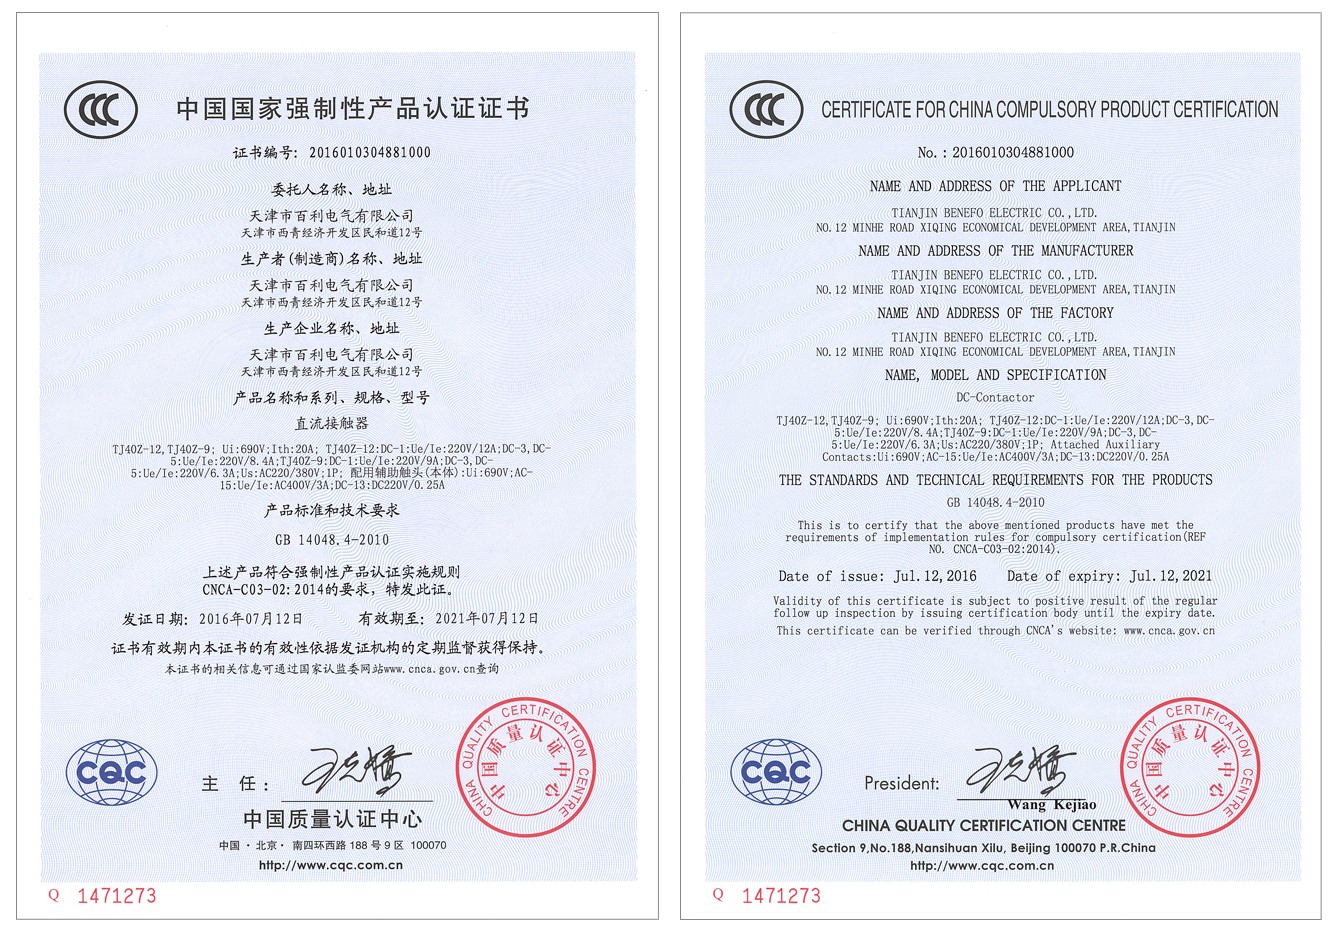 中国国家强制性产品认证证书
证书编号: 2016010304881000
委托人名称、地址
天津市百利电气有限公司
天津市西青经济开发区民和道12号
生产者(制造商)名称、地址
天津市百利电气有限公司
天津市西青经济开发区民和道12号
生产企业名称、地址
天津市百利电气有限公司
天津市西青经济开发区民和道12号
产品名称和系列、规格、型号
直流接触器
TJ40Z-12,TJ40Z-9; Ui:690V;Ith:20A; TJ40Z-12:DC-1:Ue/Ie:220V/12A;DC-3,DC-
5:Ue/Ie:220V/8.4A;TJ40Z-9:DC-1:Ue/Ie:220V/9A;DC-3,DC-
5:Ue/Ie:220V/6.3A;Us:AC220/380V;1P; 配用辅助触头(本体):Ui:690V;AC-
15:Ue/Ie:AC400V/3A;DC-13:DC220V/0.25A
产品标准和技术要求
GB 14048.4-2010
上述产品符合强制性产品认证实施规则
CNCA-C03-02:2014的要求,特发此证。
发证日期: 2016年07月12日 有效期至: 2021年07月12日
证书有效期内本证书的有效性依据发证机构的定期监督获得保持。
本证书的相关信息可通过国家认监委网站www.cnca.gov.cn查询
CQC
主 任:
CHINA QUALITY CERTIFICATION CENTRE
中国质量认证中心
中国质量认证中心
中国·北京·南四环西路 188 号 9 区 100070
http://www.cqc.com.cn
Q 1471273
CERTIFICATE FOR CHINA COMPULSORY PRODUCT CERTIFICATION
No.: 2016010304881000
NAME AND ADDRESS OF THE APPLICANT
TIANJIN BENEFO ELECTRIC CO.,LTD.
NO.12 MINHE ROAD XIQING ECONOMICAL DEVELOPMENT AREA,TIANJIN
NAME AND ADDRESS OF THE MANUFACTURER
TIANJIN BENEFO ELECTRIC CO.,LTD.
NO.12 MINHE ROAD XIQING ECONOMICAL DEVELOPMENT AREA,TIANJIN
NAME AND ADDRESS OF THE FACTORY
TIANJIN BENEFO ELECTRIC CO.,LTD.
NO.12 MINHE ROAD XIQING ECONOMICAL DEVELOPMENT AREA,TIANJIN
NAME, MODEL AND SPECIFICATION
DC-Contactor
TJ40Z-12,TJ40Z-9; Ui:690V;Ith:20A; TJ40Z-12:DC-1:Ue/Ie:220V/12A;DC-3,DC-
5:Ue/Ie:220V/8.4A;TJ40Z-9:DC-1:Ue/Ie:220V/9A;DC-3,DC-
5:Ue/Ie:220V/6.3A;Us:AC220/380V;1P; Attached Auxiliary
Contacts:Ui:690V;AC-15:Ue/Ie:AC400V/3A;DC-13:DC220V/0.25A
THE STANDARDS AND TECHNICAL REQUIREMENTS FOR THE PRODUCTS
GB 14048.4-2010
This is to certify that the above mentioned products have met the
requirements of implementation rules for compulsory certification(REF
NO. CNCA-C03-02:2014).
Date of issue: Jul.12,2016 Date of expiry: Jul.12,2021
Validity of this certificate is subject to positive result of the regular
follow up inspection by issuing certification body until the expiry date.
This certificate can be verified through CNCA's website: www.cnca.gov.cn
CQC
President:
Wang Kejiao
CHINA QUALITY CERTIFICATION CENTRE
中国质量认证中心
CHINA QUALITY CERTIFICATION CENTRE
Section 9,No.188,Nansihuan Xilu, Beijing 100070 P.R.China
http://www.cqc.com.cn
Q 1471273